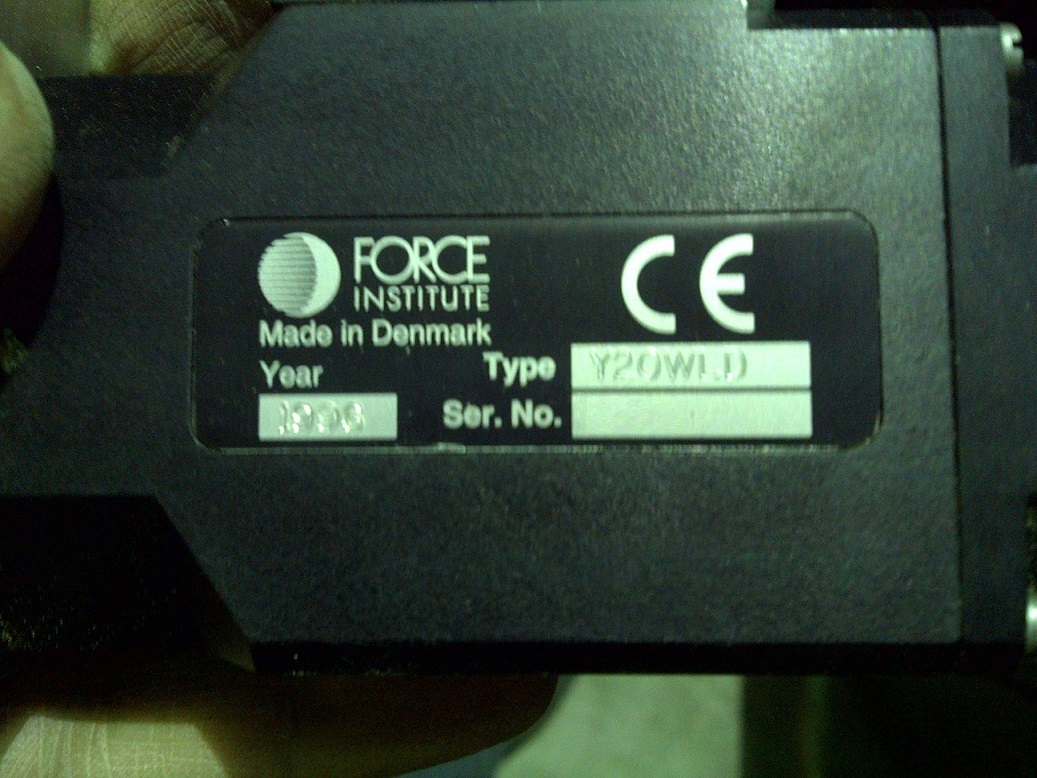 FORCE
INSTITUTE
CE
Made in Denmark
Year
Type Y20WLD
Ser. No.